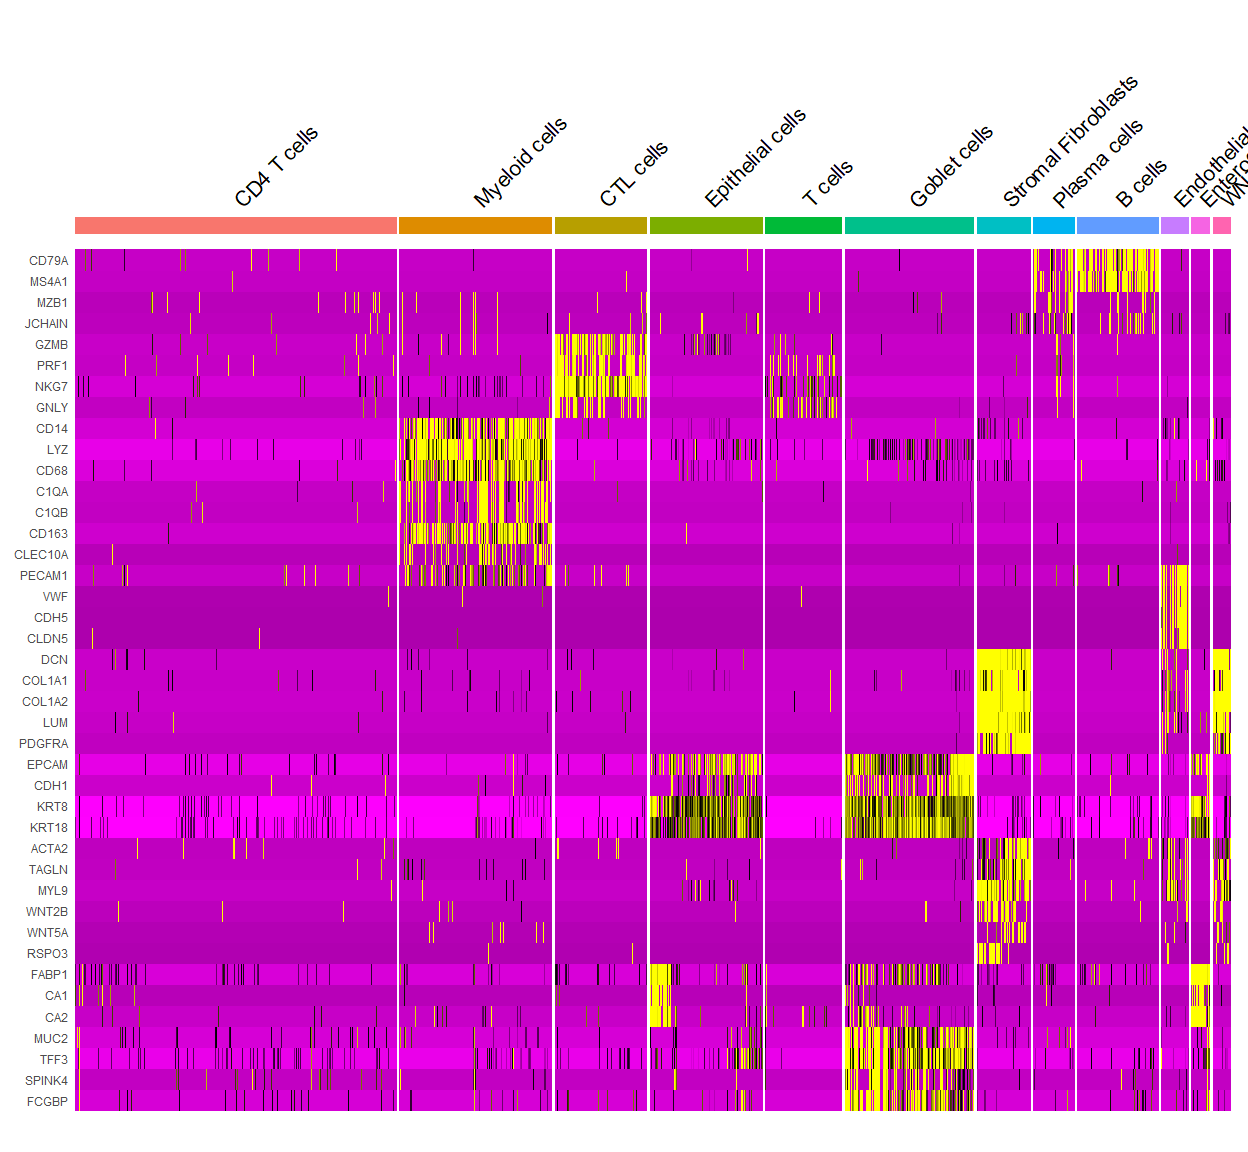 CD4 T cells
Myeloid cells
CTL cells
Epithelial cells
T cells
Goblet cells
Stromal Fibroblasts
Plasma cells
B cells
Endothelial
CD79A
MS4A1
MZB1
JCHAIN
GZMB
PRF1
NKG7
GNLY
CD14
LYZ
CD68
C1QA
C1QB
CD163
CLEC10A
PECAM1
VWF
CDH5
CLDN5
DCN
COL1A1
COL1A2
LUM
PDGFRA
EPCAM
CDH1
KRT8
KRT18
ACTA2
TAGLN
MYL9
WNT2B
WNT5A
RSPO3
FABP1
CA1
CA2
MUC2
TFF3
SPINK4
FCGBP